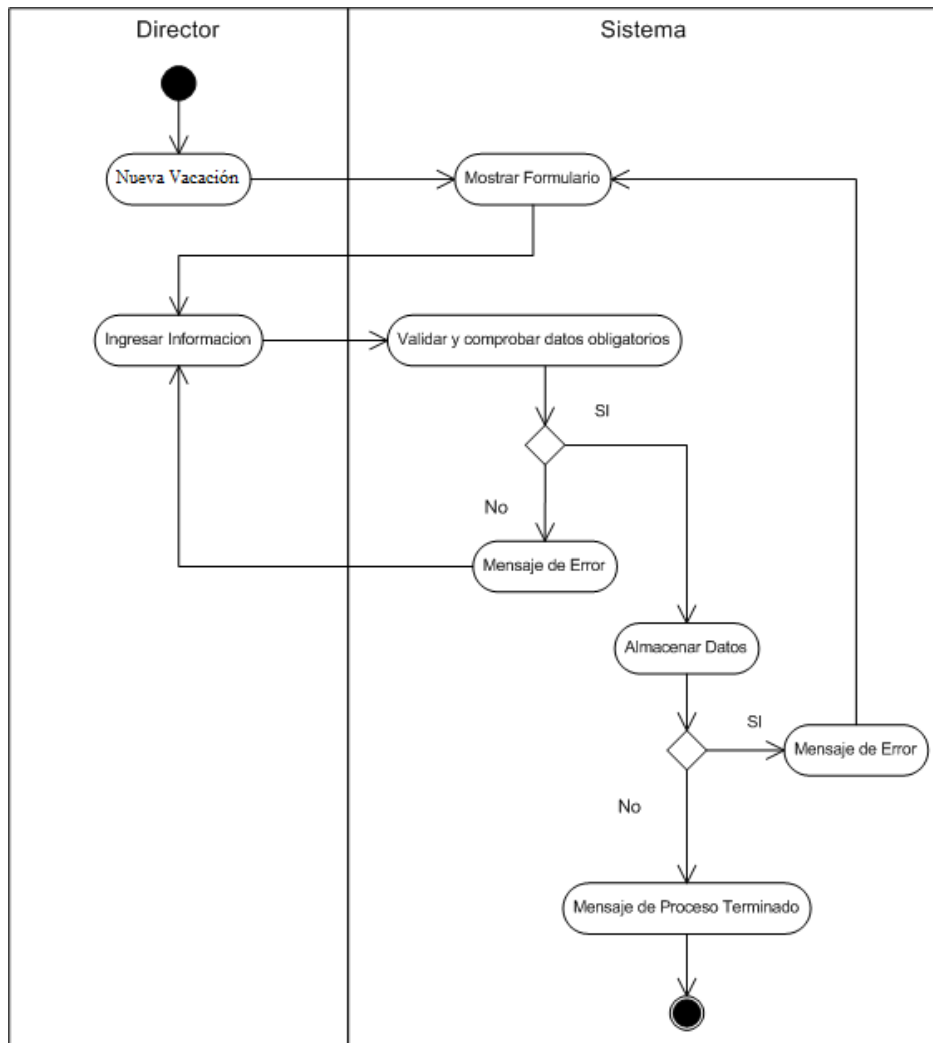 Director
Sistema
Nueva Vacación
Mostrar Formulario
Ingresar Informacion
Validar y comprobar datos obligatorios
SI
No
Mensaje de Error
Almacenar Datos
SI
Mensaje de Error
No
Mensaje de Proceso Terminado